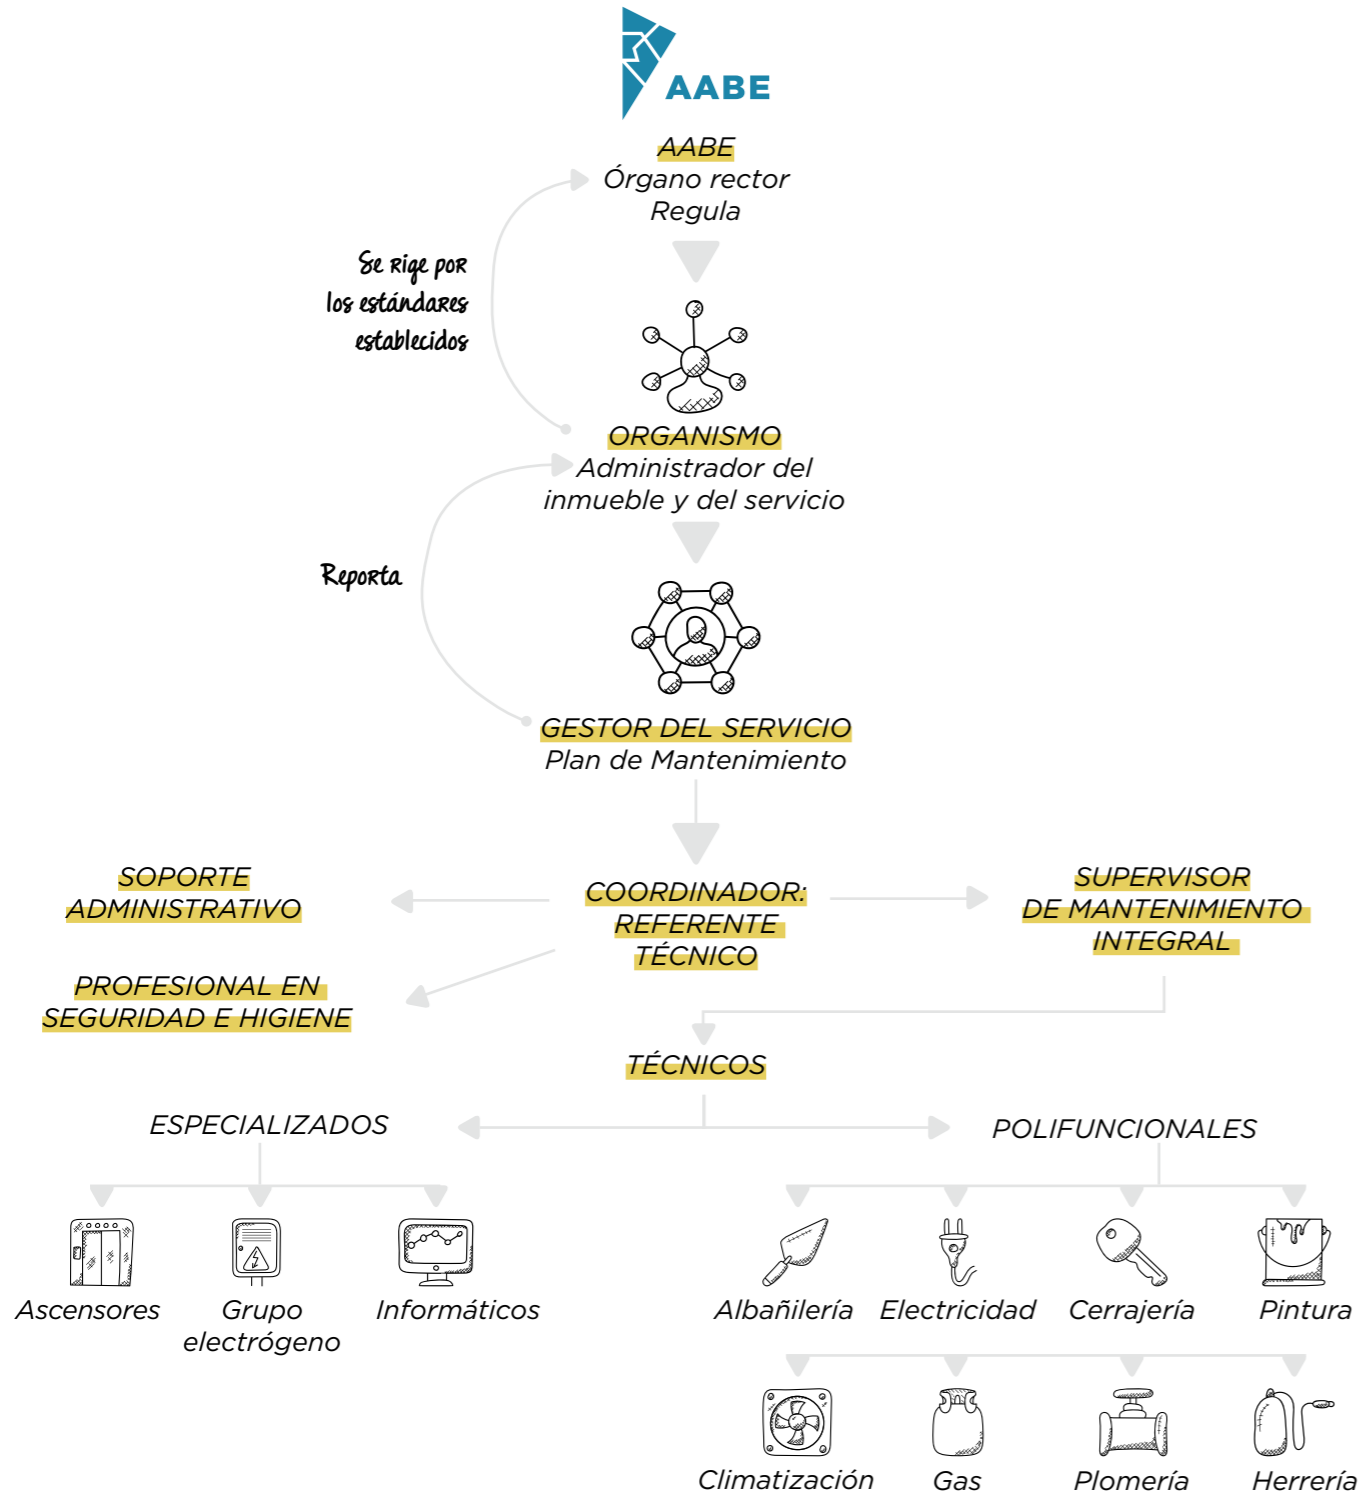 AABE
AABE
Órgano rector
Regula
Se rige por
los estándares
establecidos
ORGANISMO
Administrador del
inmueble y del servicio
Reporta
GESTOR DEL SERVICIO
Plan de Mantenimiento
SOPORTE
ADMINISTRATIVO
PROFESIONAL EN
SEGURIDAD E HIGIENE
COORDINADOR:
REFERENTE
TÉCNICO
SUPERVISOR
DE MANTENIMIENTO
INTEGRAL
TÉCNICOS
ESPECIALIZADOS
POLIFUNCIONALES
Ascensores
Grupo
electrógeno
Informáticos
Albañilería
Electricidad
Cerrajería
Pintura
Climatización
Gas
Plomería
Herrería